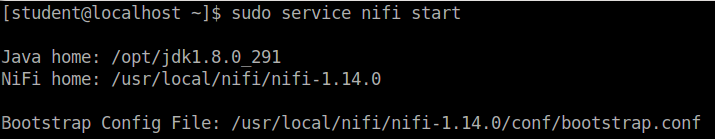 [student@localhost ~]$ sudo service nifi start
Java home: /opt/jdk1.8.0_291
NiFi home: /usr/local/nifi/nifi-1.14.0
Bootstrap Config File: /usr/local/nifi/nifi-1.14.0/conf/bootstrap.conf